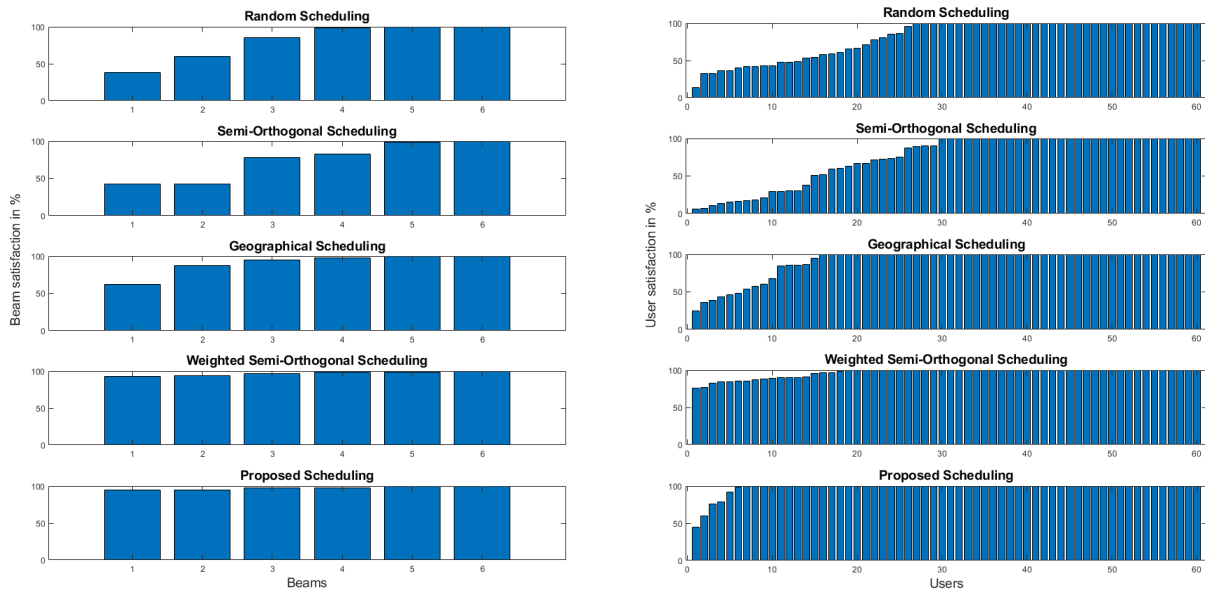 Random Scheduling
100
50
0
1 2 3 4 5 6
Semi-Orthogonal Scheduling
100
50
0
1 2 3 4 5 6
Geographical Scheduling
100
50
0
1 2 3 4 5 6
Weighted Semi-Orthogonal Scheduling
100
50
0
1 2 3 4 5 6
Proposed Scheduling
100
50
0
1 2 3 4 5 6
Beam satisfaction in %
Beams
Random Scheduling
100
50
0
0 10 20 30 40 50 60
Semi-Orthogonal Scheduling
100
50
0
0 10 20 30 40 50 60
Geographical Scheduling
100
50
0
0 10 20 30 40 50 60
Weighted Semi-Orthogonal Scheduling
100
50
0
0 10 20 30 40 50 60
Proposed Scheduling
100
50
0
0 10 20 30 40 50 60
User satisfaction in %
Users